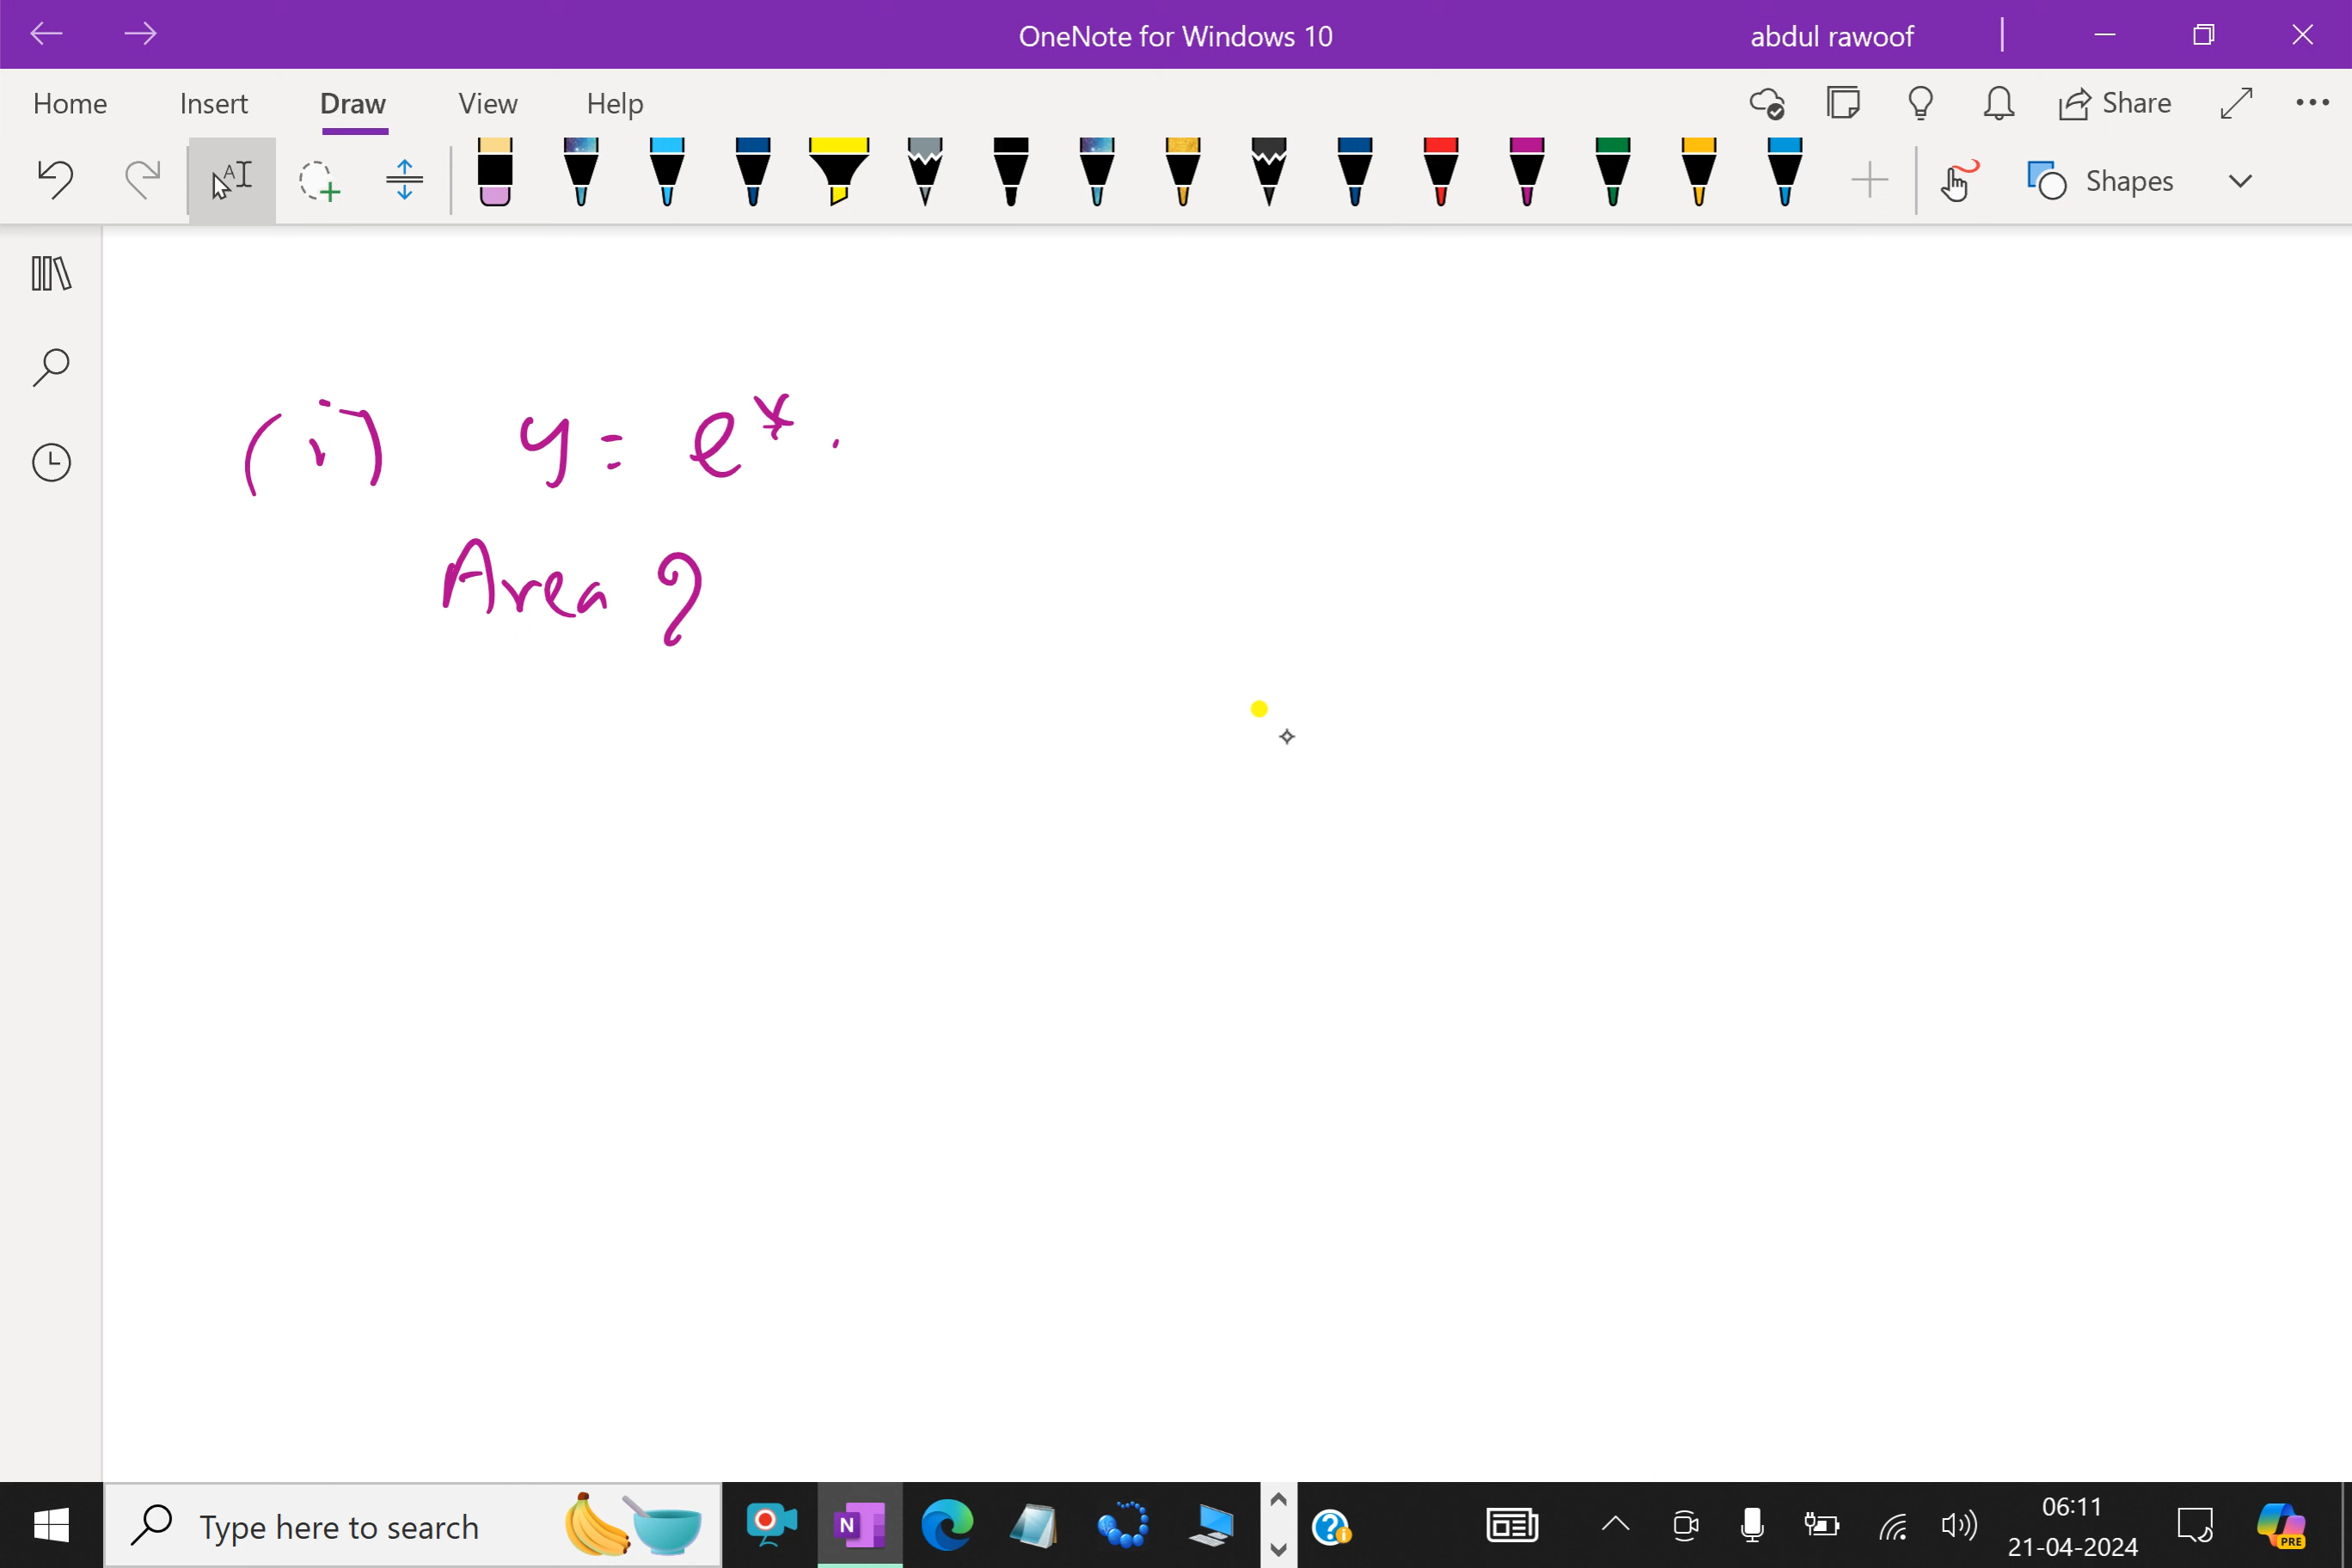 OneNote for Windows 10
abdul rawoof
Home Insert Draw View Help
Share
Shapes
(i) y = e^x .
Area ?
Type here to search
06:11
21-04-2024
PRE